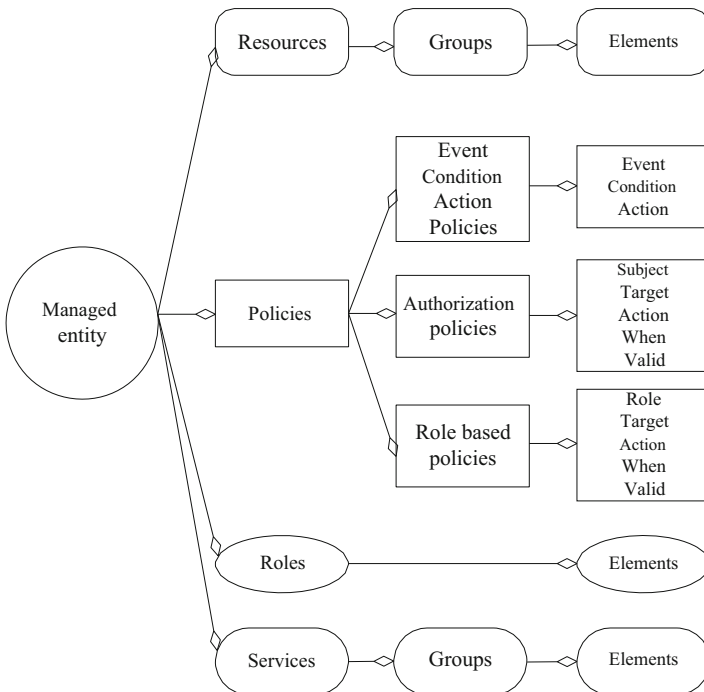 Resources
Groups
Elements
Event
Condition
Action
Policies
Event
Condition
Action
Managed
entity
Policies
Authorization
policies
Subject
Target
Action
When
Valid
Role based
policies
Role
Target
Action
When
Valid
Roles
Elements
Services
Groups
Elements